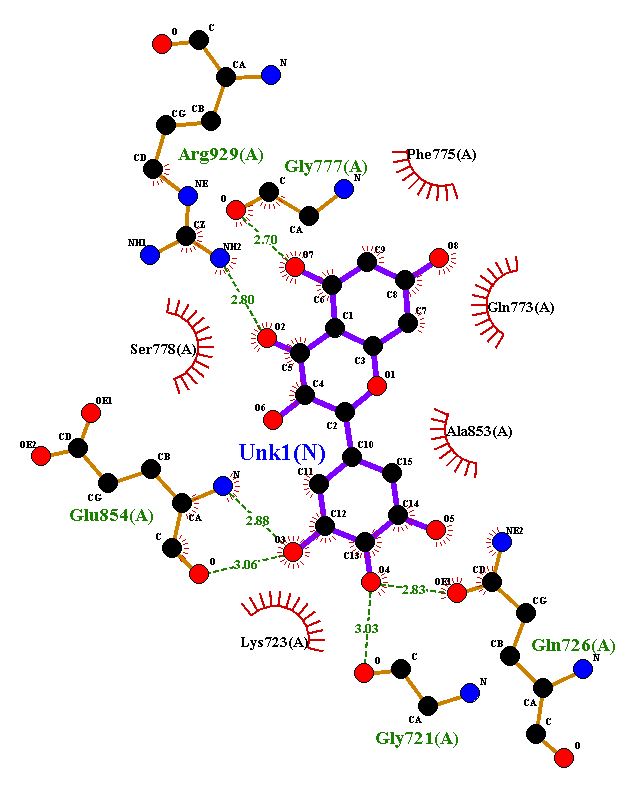 O
C
CA
N
CG
CB
CD
Arg929(A)
NE
CZ
NH1
NH2
Gly777(A)
N
O
C
CA
Phe775(A)
2.70
O7
C9
O8
C6
C8
Gln773(A)
2.80
C1
C7
O2
C5
C3
Ser778(A)
C4
O1
O6
C2
Ala853(A)
Unk1(N)
C10
C11
C15
OE1
OE2
CD
CB
N
CG
CA
Glu854(A)
2.88
C12
C14
O5
NE2
O3
C13
C
O
3.06
O4
2.83
OE1
CD
CG
3.03
Lys723(A)
Gln726(A)
CB
N
O
C
CA
N
CA
Gly721(A)
C
O